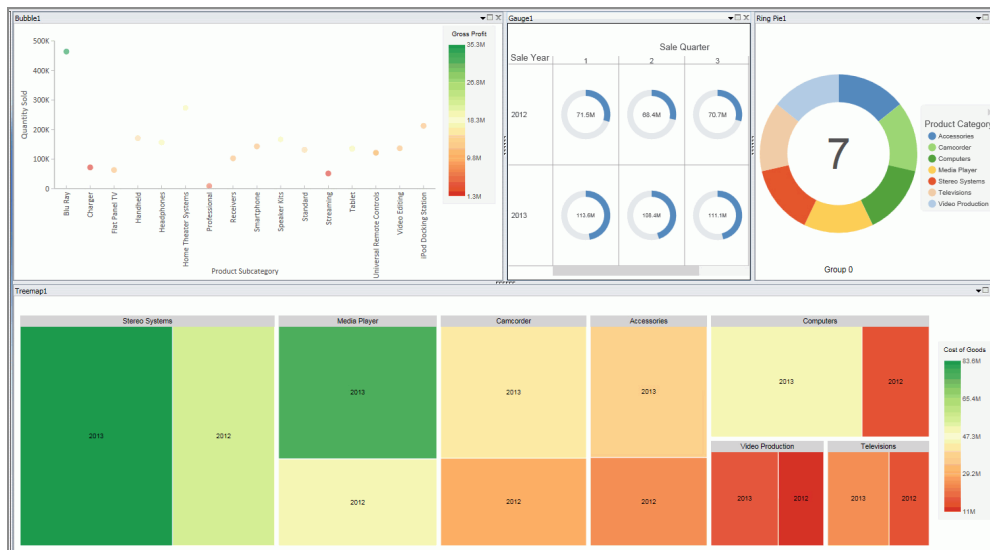 Bubble1
Gross Profit
35.3M
26.8M
18.3M
9.8M
1.3M
500K
400K
300K
200K
100K
0
Quantity Sold
Blu Ray
Charger
Flat Panel TV
Handheld
Headphones
Home Theater Systems
Professional
Receivers
Smartphone
Speaker Kits
Standard
Streaming
Tablet
Universal Remote Controls
Video Editing
IPod Docking Station
Product Subcategory
Gauge1
Sale Quarter
Sale Year
1 2 3
2012
71.5M 68.4M 70.7M
2013
113.6M 108.4M 111.1M
Ring Pie1
7
Group 0
Product Category
Accessories
Camcorder
Computers
Media Player
Stereo Systems
Televisions
Video Production
Treemap1
Stereo Systems
2013 2012
Media Player
2013
2012
Camcorder
2013
2012
Accessories
2013
2012
Computers
2013 2012
Video Production
2013 2012
Televisions
2013 2012
Cost of Goods
83.6M
65.4M
47.3M
29.2M
11M